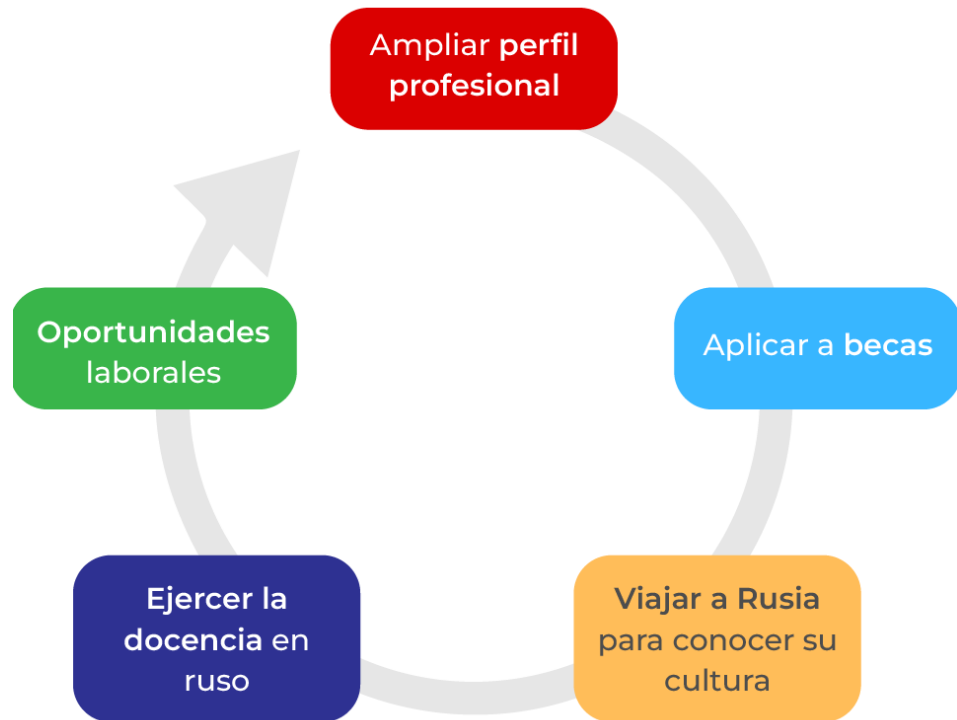 Ampliar perfil
profesional
Aplicar a becas
Viajar a Rusia
para conocer su
cultura
Ejercer la
docencia en
ruso
Oportunidades
laborales